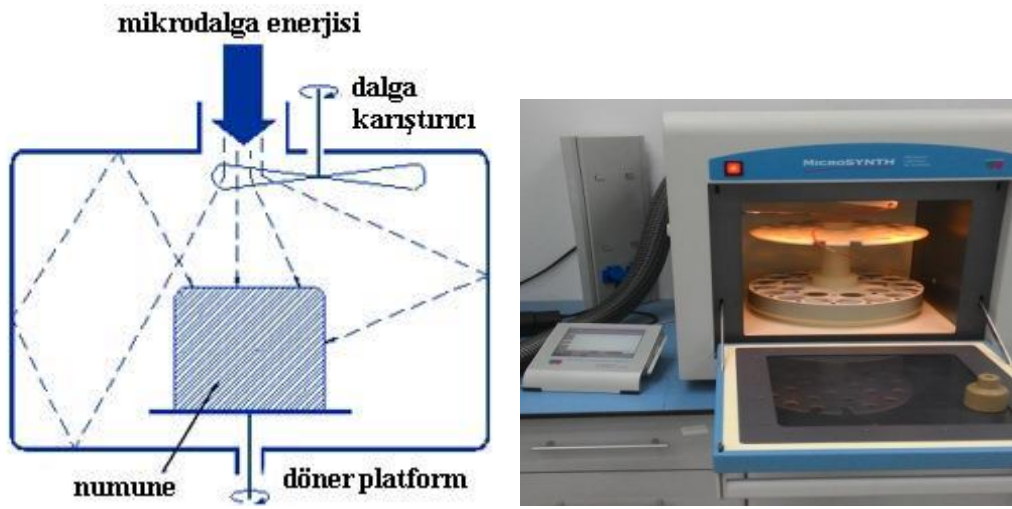 mikrodalga enerjisi
dalga
karıştırıcı
numune
döner platform
MICROSYNTH